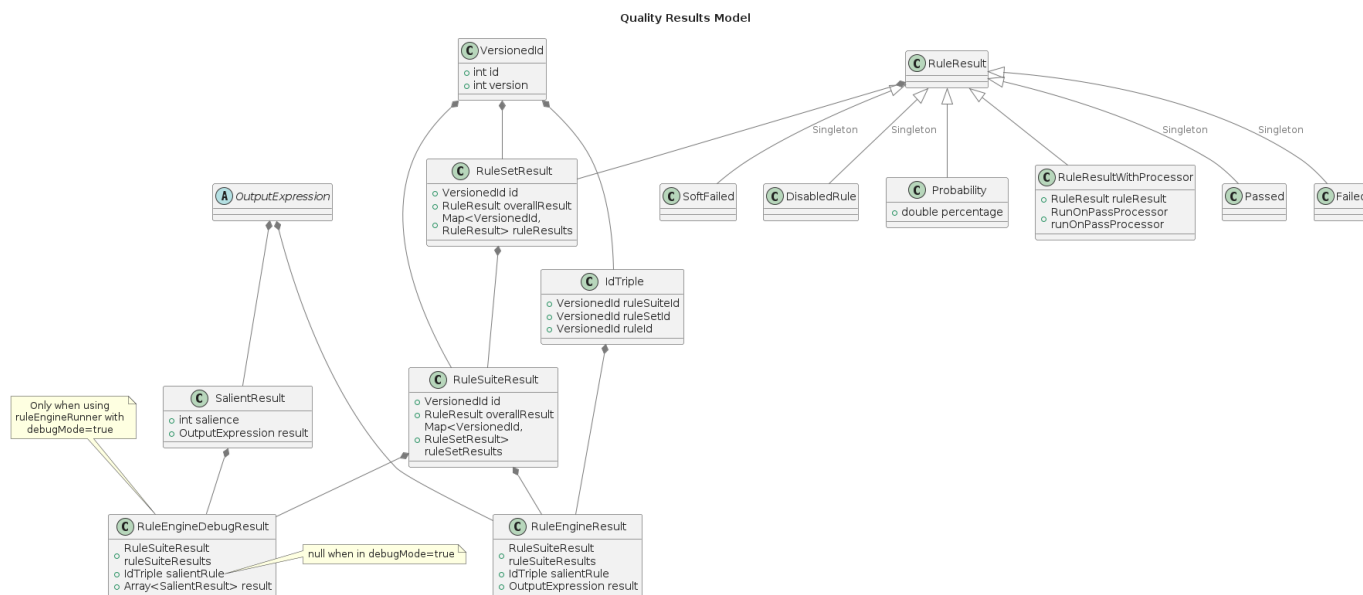 Quality Results Model
C VersionedId
int id
int version
C RuleResult
Singleton
Singleton
Singleton
Singleton
C RuleSetResult
VersionedId id
RuleResult overallResult
Map<VersionedId,
RuleResult> ruleResults
A OutputExpression
C SoftFailed
C DisabledRule
C Probability
double percentage
C RuleResultWithProcessor
RuleResult ruleResult
RunOnPassProcessor
runOnPassProcessor
C Passed
C Failed
C IdTriple
VersionedId ruleSuiteId
VersionedId ruleSetId
VersionedId ruleId
C RuleSuiteResult
VersionedId id
RuleResult overallResult
Map<VersionedId,
RuleSetResult>
ruleSetResults
C SalientResult
int salience
OutputExpression result
Only when using
ruleEngineRunner with
debugMode=true
C RuleEngineDebugResult
RuleSuiteResult
ruleSuiteResults
IdTriple salientRule
Array<SalientResult> result
null when in debugMode=true
C RuleEngineResult
RuleSuiteResult
ruleSuiteResults
IdTriple salientRule
OutputExpression result